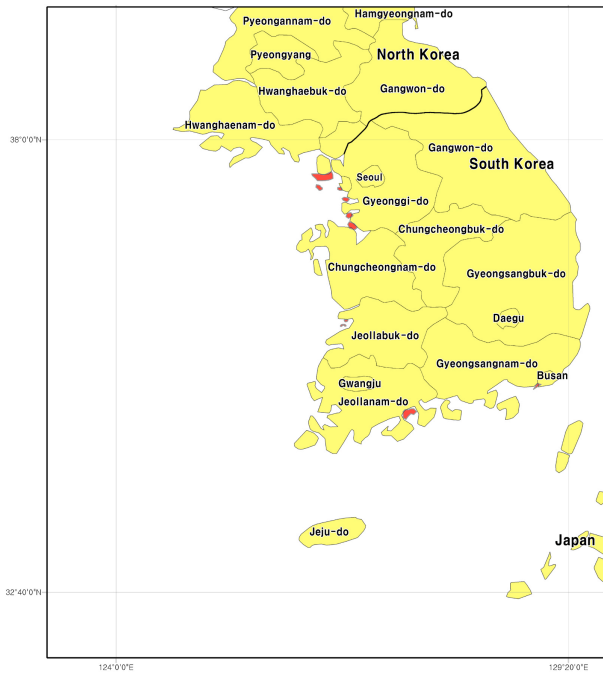 Hamgyeongnam-do
Pyeongannam-do
Pyeongyang
North Korea
Hwanghaebuk-do
Gangwon-do
Hwanghaenam-do
38°0'0"N
Gangwon-do
South Korea
Seoul
Gyeonggi-do
Chungcheongbuk-do
Chungcheongnam-do
Gyeongsangbuk-do
Daegu
Jeollabuk-do
Gyeongsangnam-do
Busan
Gwangju
Jeollanam-do
Jeju-do
Japan
32°40'0"N
124°0'0"E
129°20'0"E